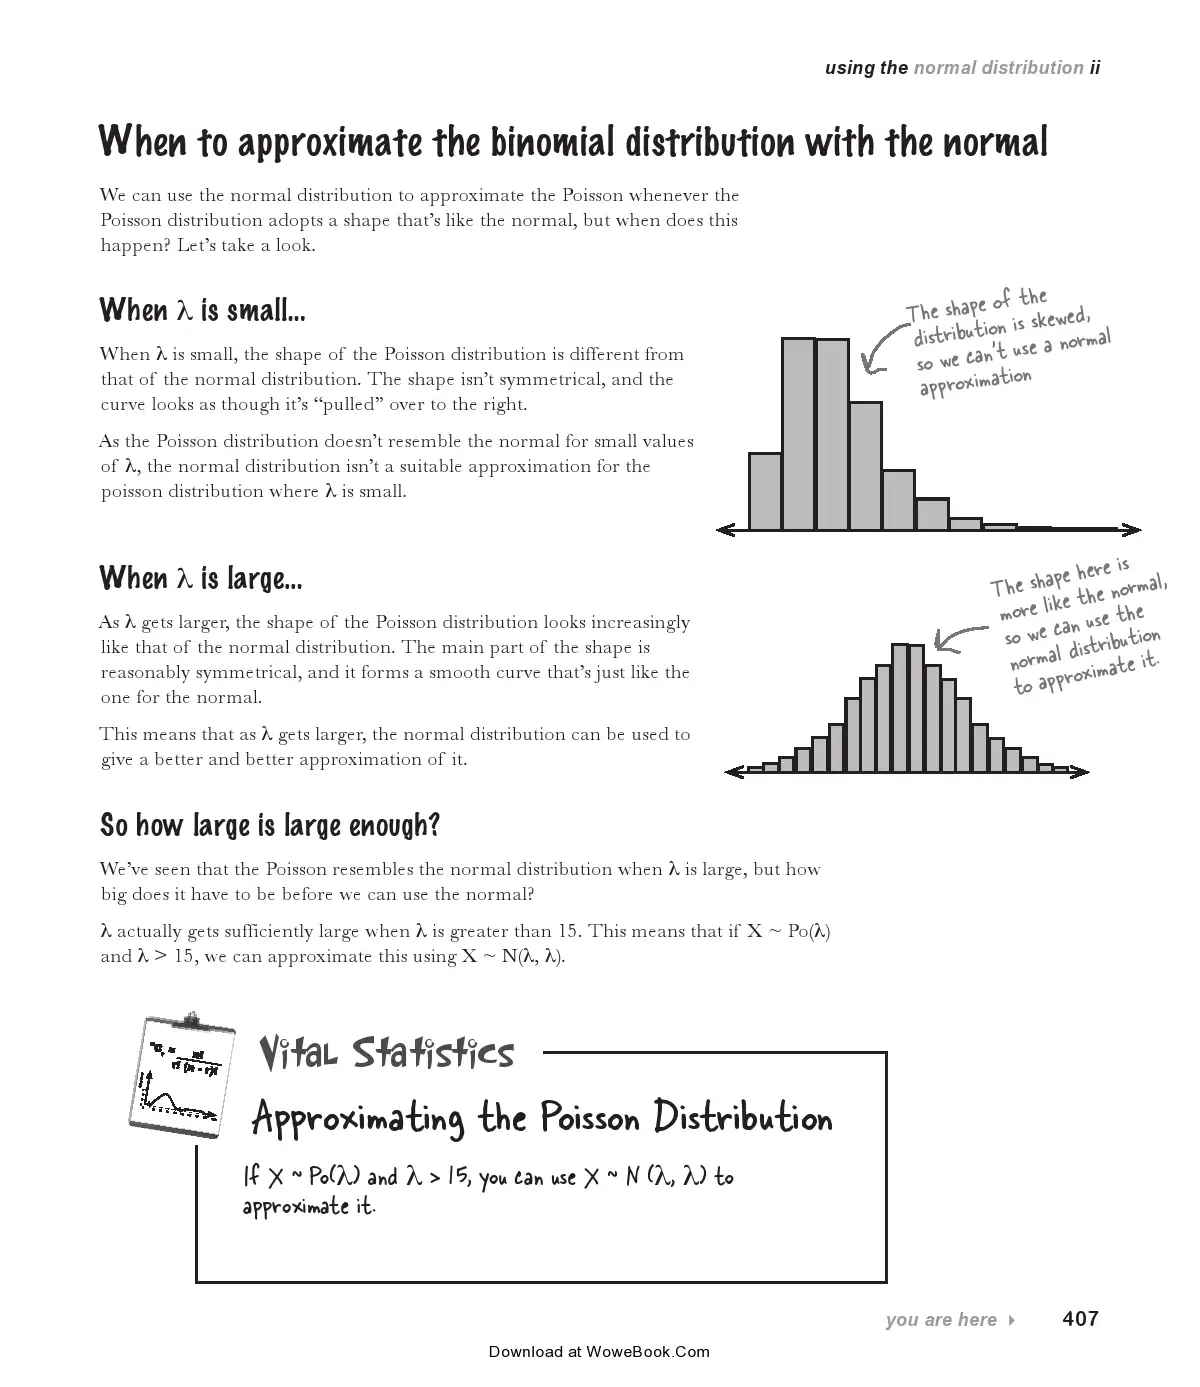 using the normal distribution ii
When to approximate the binomial distribution with the normal
We can use the normal distribution to approximate the Poisson whenever the
Poisson distribution adopts a shape that's like the normal, but when does this
happen? Let's take a look.
When λ is small...
When λ is small, the shape of the Poisson distribution is different from
that of the normal distribution. The shape isn't symmetrical, and the
curve looks as though it's “pulled” over to the right.
As the Poisson distribution doesn't resemble the normal for small values
of λ, the normal distribution isn't a suitable approximation for the
poisson distribution where λ is small.
The shape of the
distribution is skewed,
so we can't use a normal
approximation
When λ is large...
As λ gets larger, the shape of the Poisson distribution looks increasingly
like that of the normal distribution. The main part of the shape is
reasonably symmetrical, and it forms a smooth curve that's just like the
one for the normal.
This means that as λ gets larger, the normal distribution can be used to
give a better and better approximation of it.
The shape here is
more like the normal,
so we can use the
normal distribution
to approximate it.
So how large is large enough?
We've seen that the Poisson resembles the normal distribution when λ is large, but how
big does it have to be before we can use the normal?
λ actually gets sufficiently large when λ is greater than 15. This means that if X ~ Po(λ)
and λ > 15, we can approximate this using X ~ N(λ, λ).
Vital Statistics
Approximating the Poisson Distribution
If X ~ Po(λ) and λ > 15, you can use X ~ N (λ, λ) to
approximate it.
you are here ▸ 407
Download at WoweBook.Com